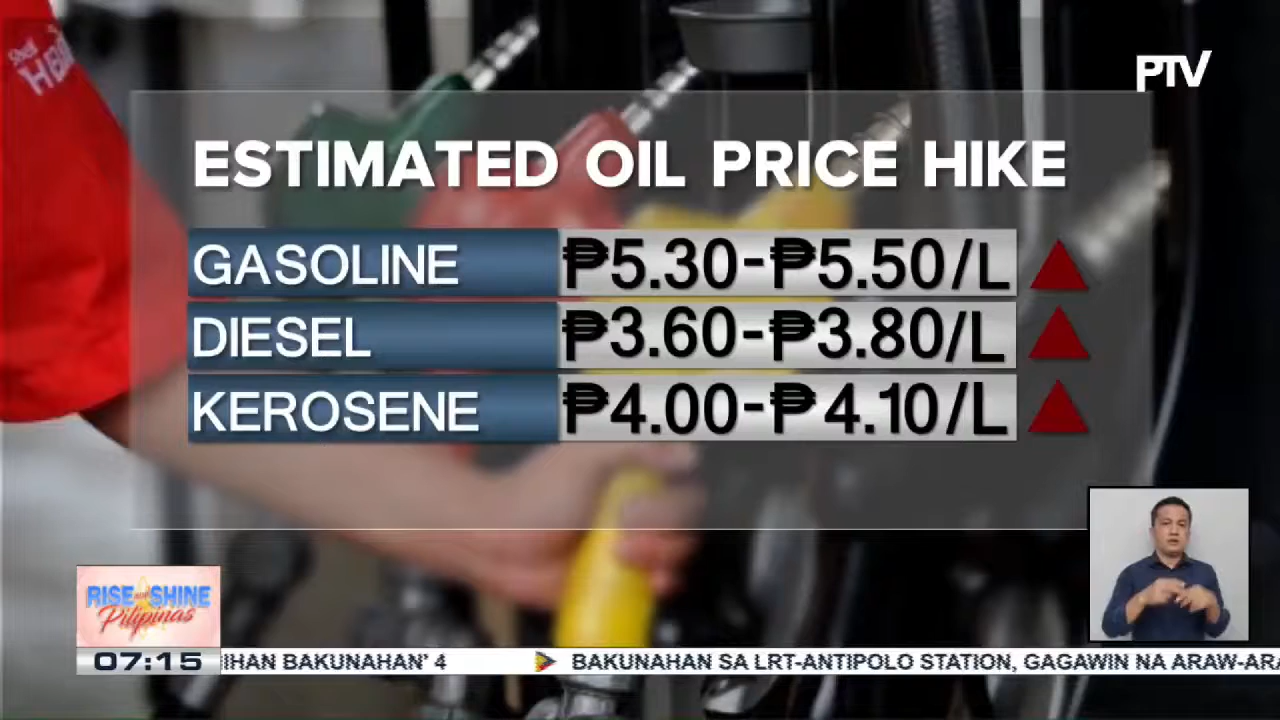 PTV
ESTIMATED OIL PRICE HIKE
GASOLINE ₱5.30-₱5.50/L
DIESEL ₱3.60-₱3.80/L
KEROSENE ₱4.00-₱4.10/L
RISE AND SHINE
Pilipinas
07:15 IHAN BAKUNAHAN' 4 BAKUNAHAN SA LRT-ANTIPOLO STATION, GAGAWIN NA ARAW-ARA